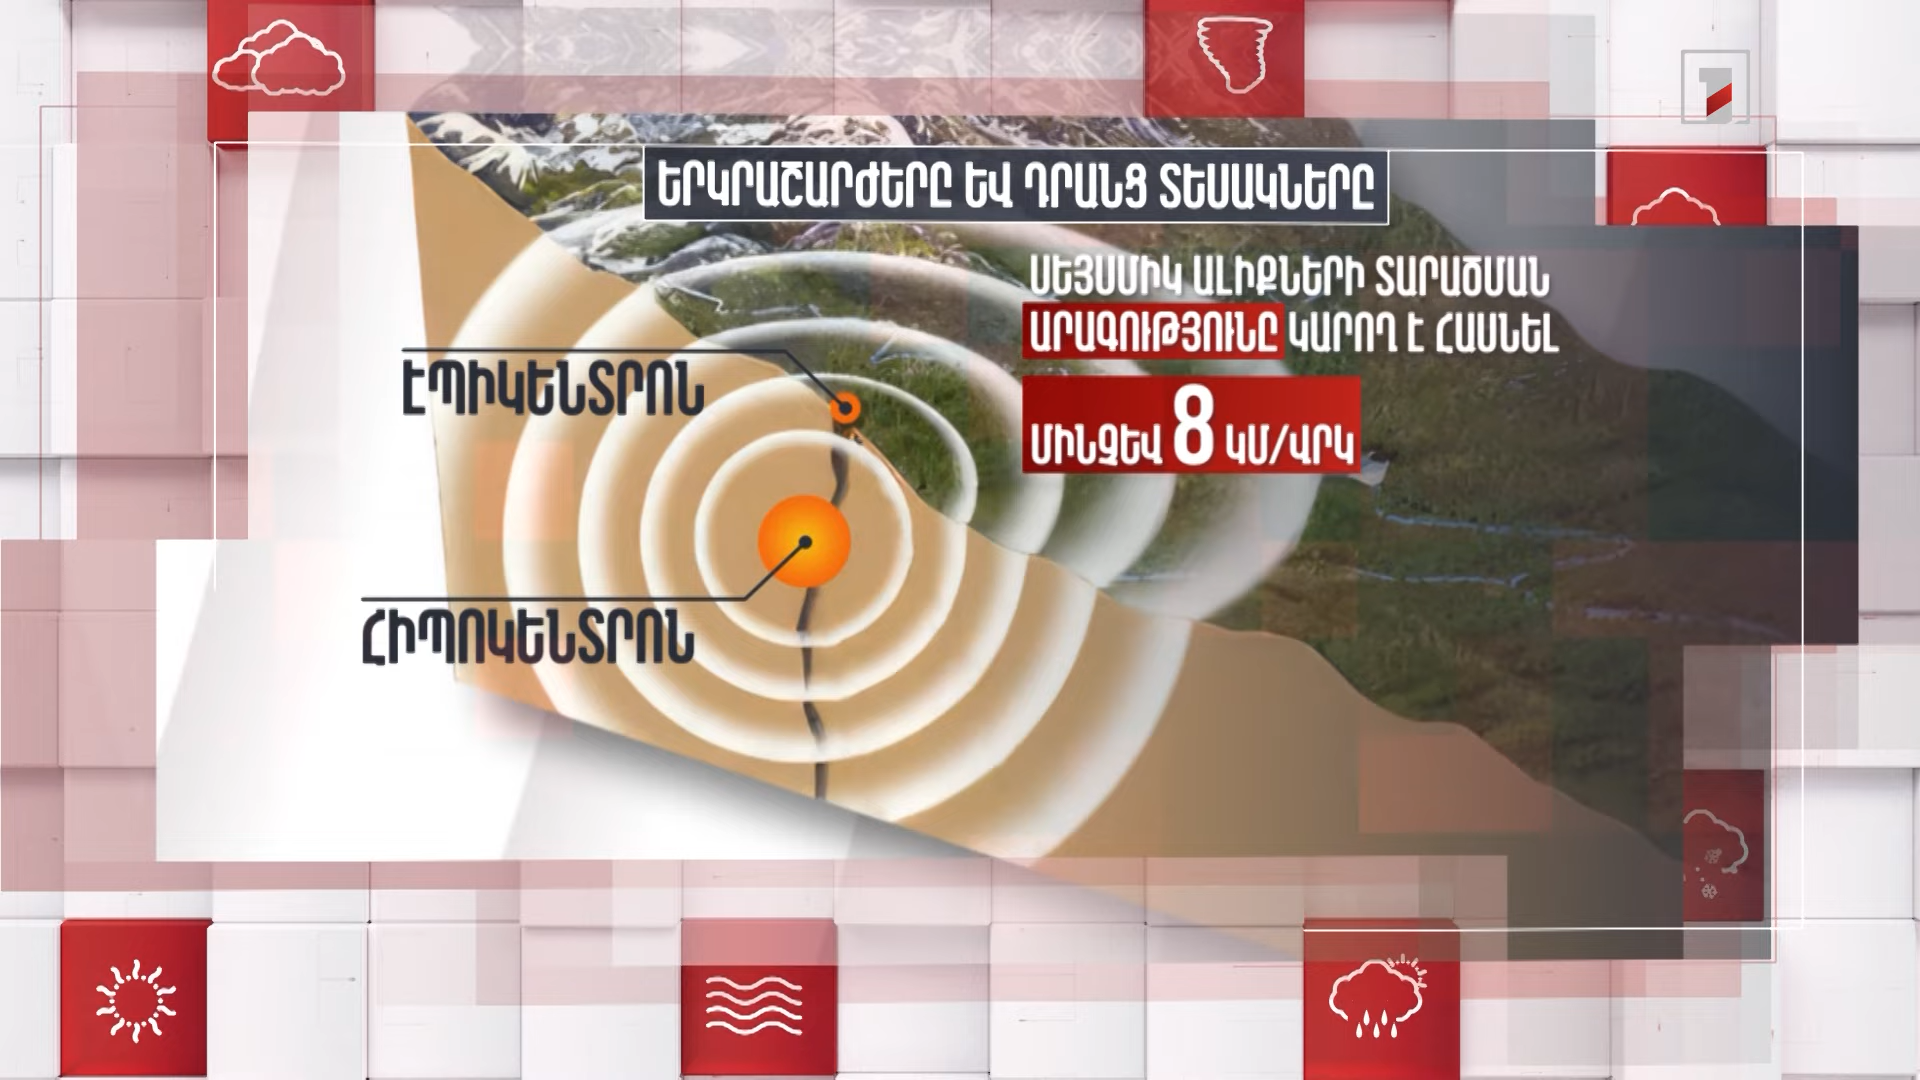 ԵՐԿՐԱՇԱՐԺԵՐԸ ԵՎ ԴՐԱՆՑ ՏԵՍԱԿՆԵՐԸ
ՍԵՅՍՄԻԿ ԱԼԻՔՆԵՐԻ ՏԱՐԱԾՄԱՆ
ԱՐԱԳՈՒԹՅՈՒՆԸ ԿԱՐՈՂ Է ՀԱՍՆԵԼ
ՄԻՆՉԵՎ 8 ԿՄ/ՎՐԿ
ԷՊԻԿԵՆՏՐՈՆ
ՀԻՊՈԿԵՆՏՐՈՆ